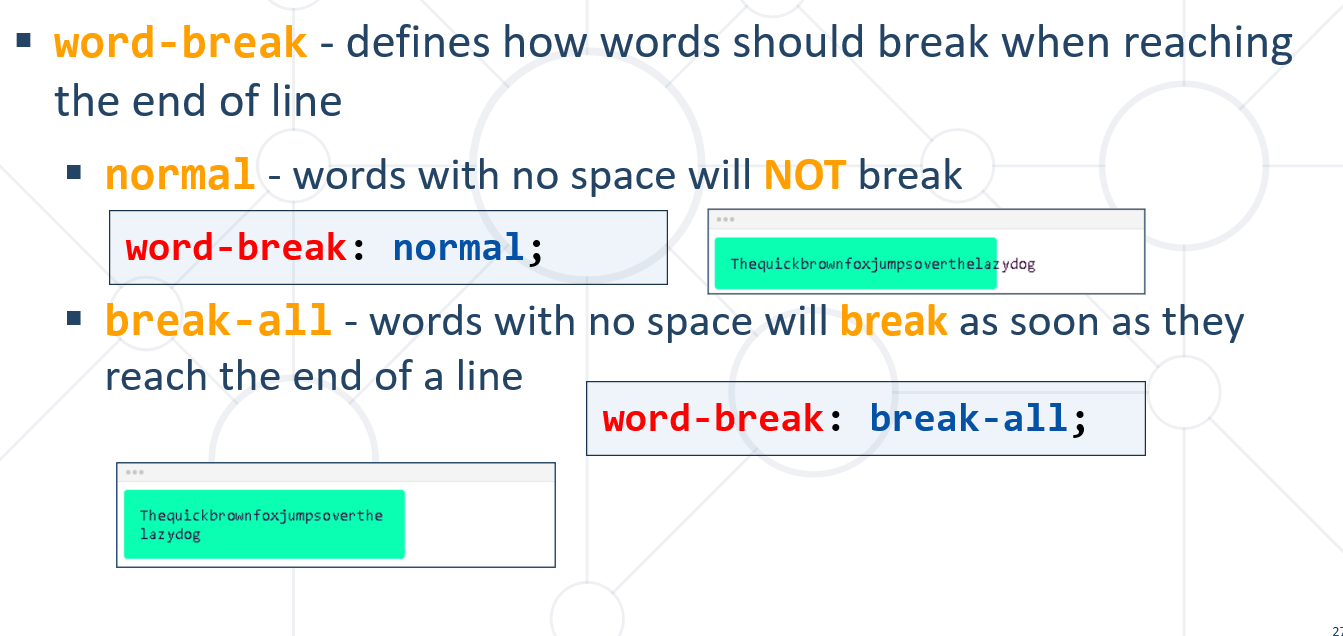 ▪ word-break - defines how words should break when reaching
the end of line
▪ normal - words with no space will NOT break
word-break: normal;
Thequickbrownfoxjumpsoverthelazydog
▪ break-all - words with no space will break as soon as they
reach the end of a line
word-break: break-all;
Thequickbrownfoxjumpsoverthe
lazydog